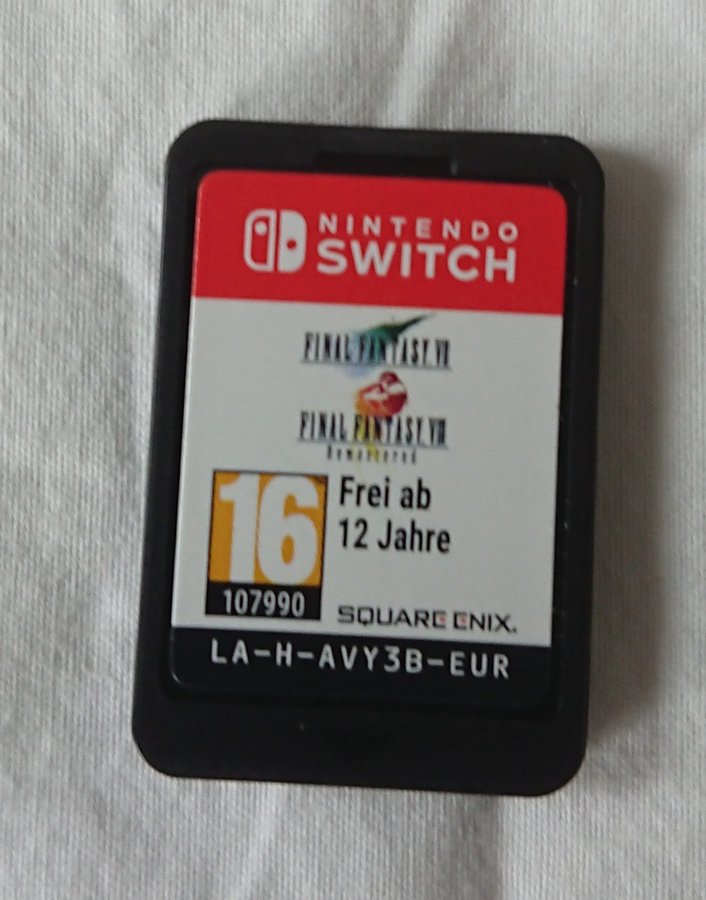 NINTENDO
SWITCH
FINAL FANTASY VII
FINAL FANTASY VIII
Remastered
16
107990
Frei ab
12 Jahre
SQUARE ENIX.
LA-H-AVY3B-EUR